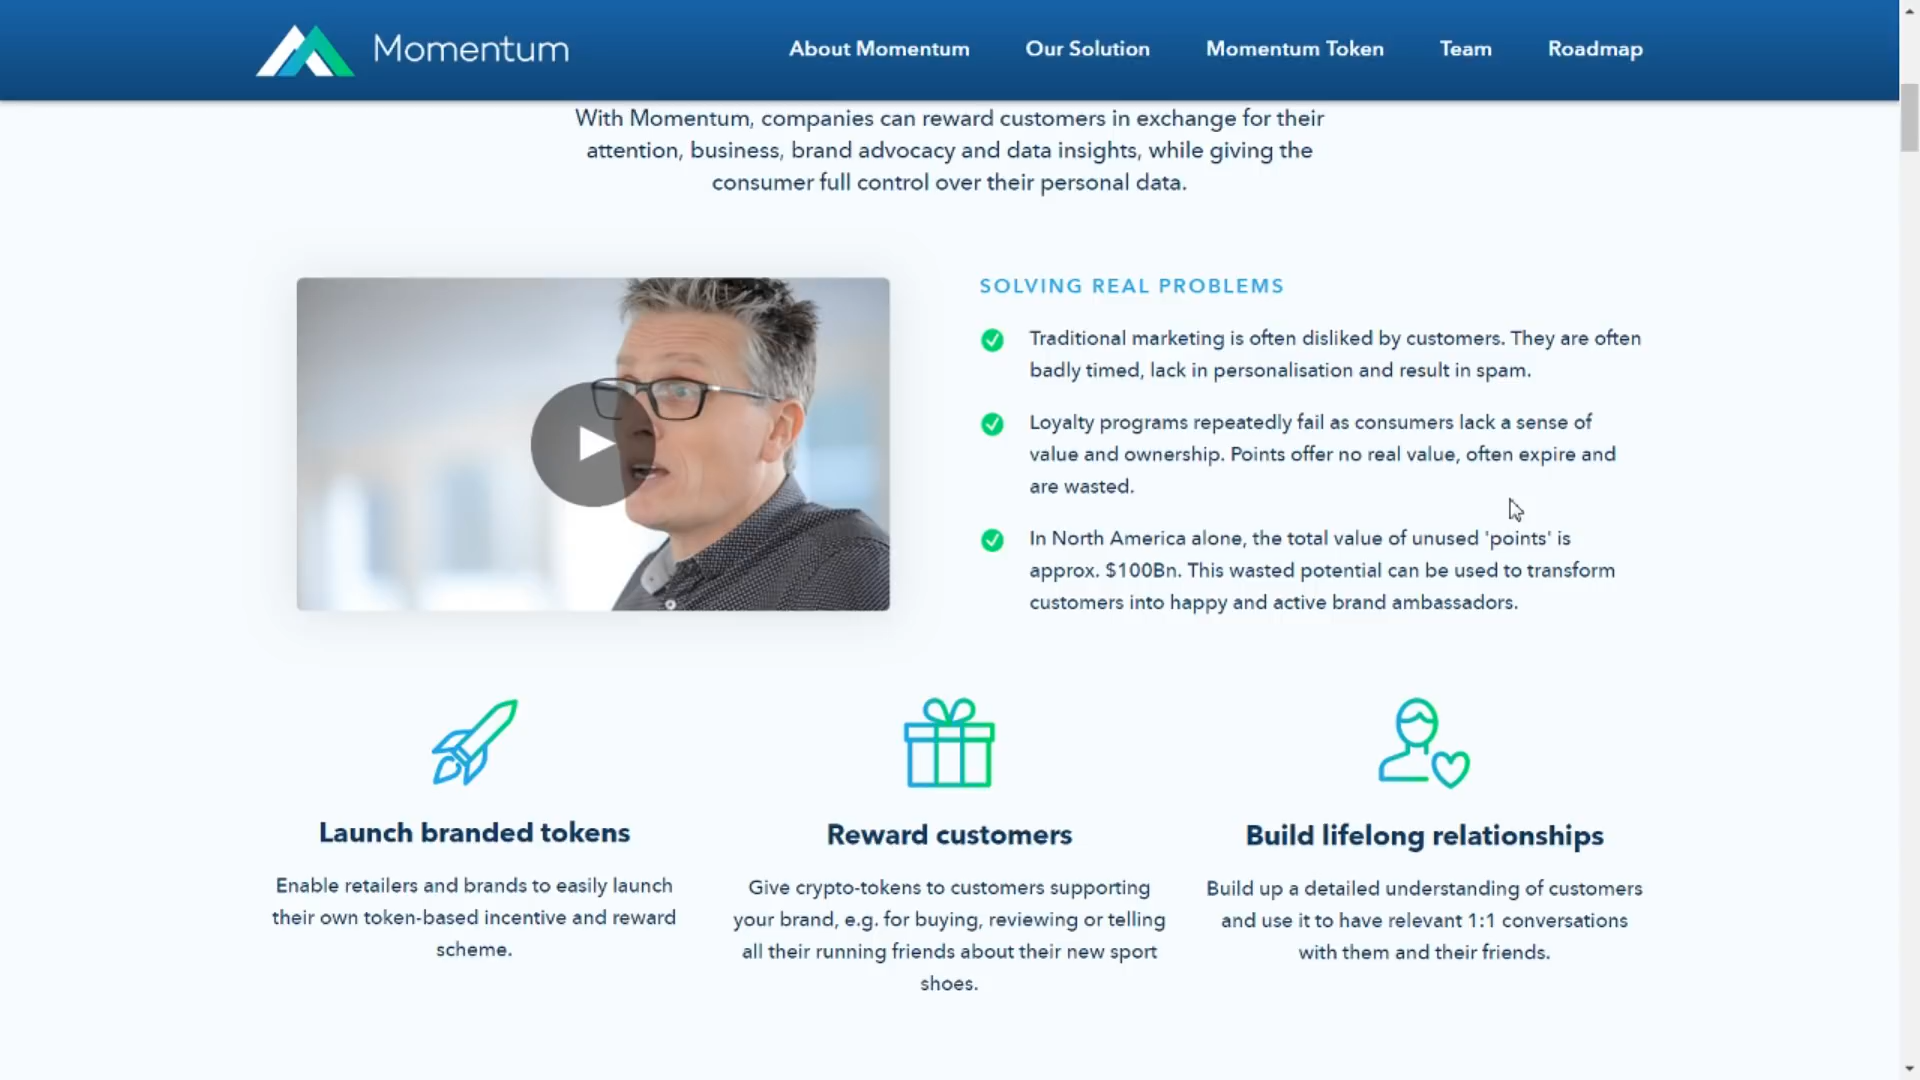 Momentum
About Momentum
Our Solution
Momentum Token
Team
Roadmap
With Momentum, companies can reward customers in exchange for their
attention, business, brand advocacy and data insights, while giving the
consumer full control over their personal data.
SOLVING REAL PROBLEMS
Traditional marketing is often disliked by customers. They are often
badly timed, lack in personalisation and result in spam.
Loyalty programs repeatedly fail as consumers lack a sense of
value and ownership. Points offer no real value, often expire and
are wasted.
In North America alone, the total value of unused 'points' is
approx. $100Bn. This wasted potential can be used to transform
customers into happy and active brand ambassadors.
Launch branded tokens
Enable retailers and brands to easily launch
their own token-based incentive and reward
scheme.
Reward customers
Give crypto-tokens to customers supporting
your brand, e.g. for buying, reviewing or telling
all their running friends about their new sport
shoes.
Build lifelong relationships
Build up a detailed understanding of customers
and use it to have relevant 1:1 conversations
with them and their friends.